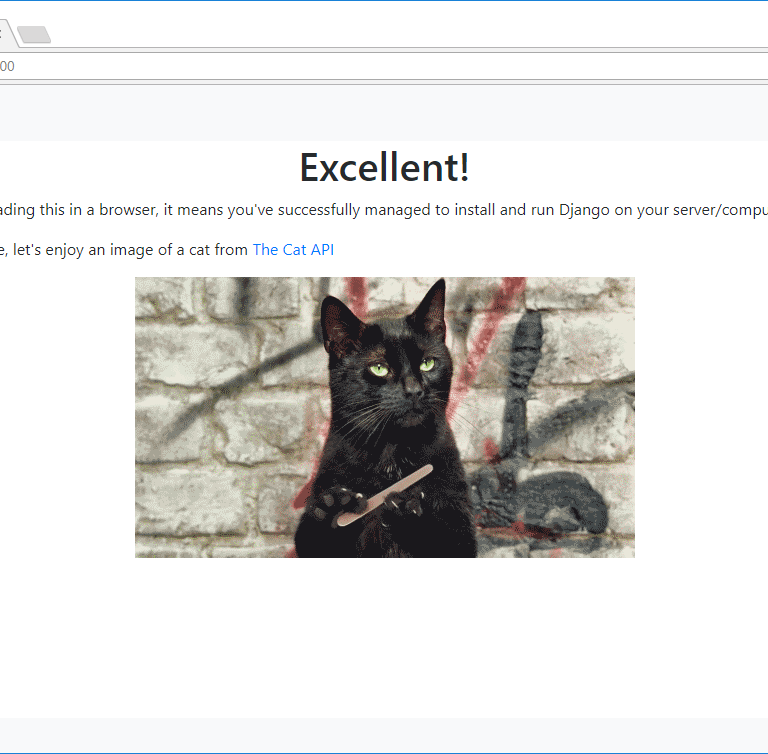 00
Excellent!
ading this in a browser, it means you've successfully managed to install and run Django on your server/compu
e, let's enjoy an image of a cat from The Cat API